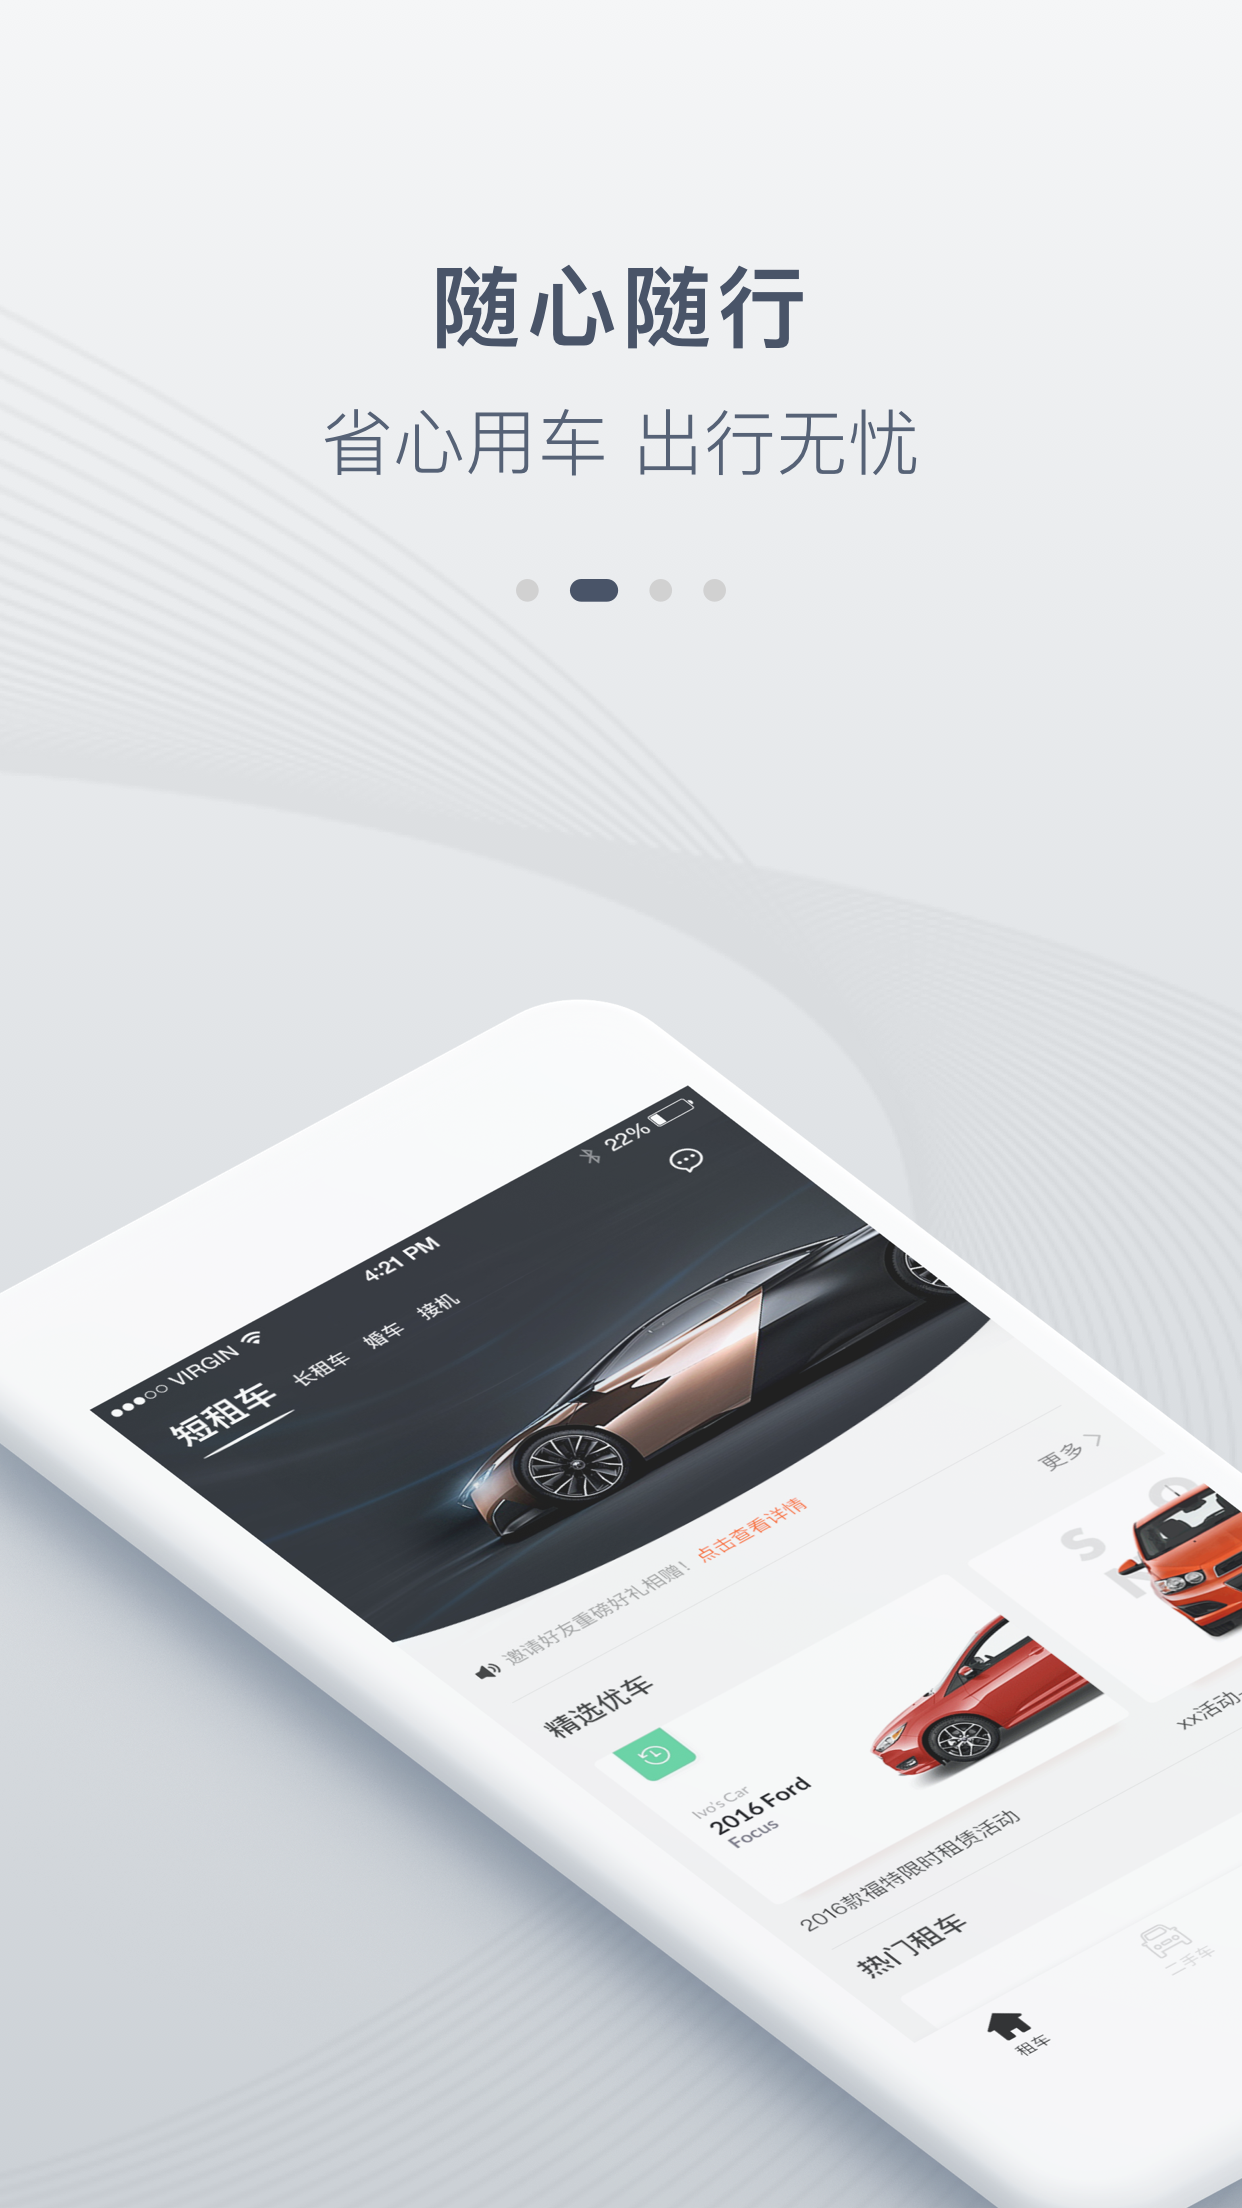 随心随行
省心用车 出行无忧
VIRGIN
4:21 PM
22%
短租车 长租车 婚车 接机
邀请好友重磅好礼相赠！点击查看详情
精选优车
更多
Ivo's Car
2016 Ford
Focus
2016款福特限时租赁活动
xx活动
热门租车
租车
二手车